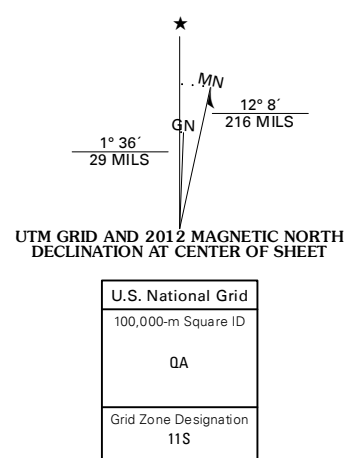 MN
GN
1° 36´
29 MILS
12° 8´
216 MILS
UTM GRID AND 2012 MAGNETIC NORTH
DECLINATION AT CENTER OF SHEET
U.S. National Grid
100,000-m Square ID
QA
Grid Zone Designation
11S